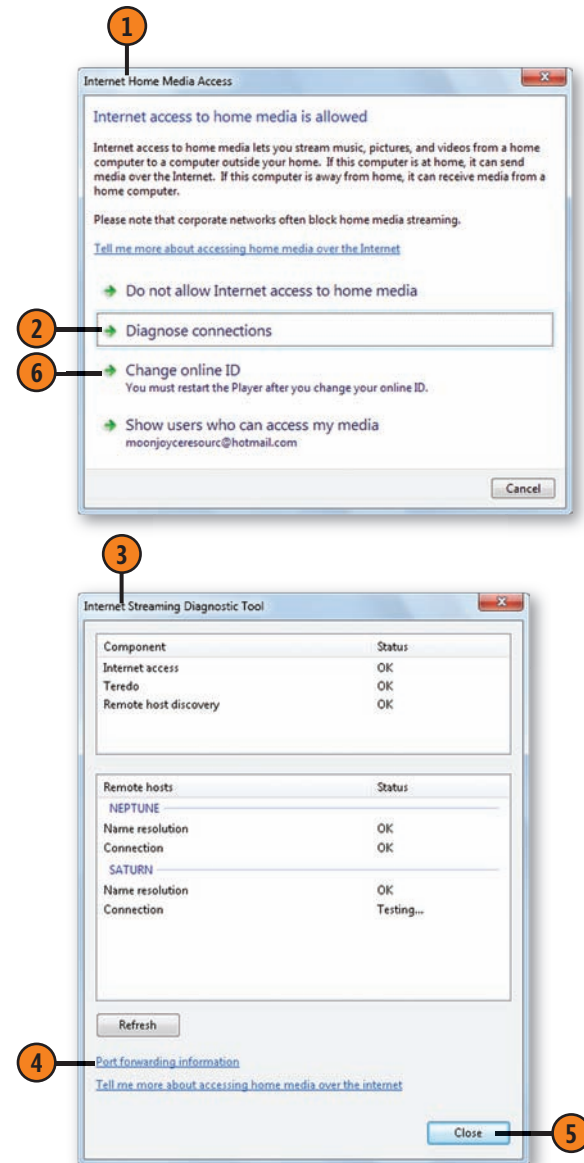 1
Internet Home Media Access
Internet access to home media is allowed
Internet access to home media lets you stream music, pictures, and videos from a home
computer to a computer outside your home. If this computer is at home, it can send
media over the Internet. If this computer is away from home, it can receive media from a
home computer.
Please note that corporate networks often block home media streaming.
Tell me more about accessing home media over the Internet
Do not allow Internet access to home media
2
Diagnose connections
6
Change online ID
You must restart the Player after you change your online ID.
Show users who can access my media
moonjoyceresourc@hotmail.com
Cancel
3
Internet Streaming Diagnostic Tool
Component Status
Internet access OK
Teredo OK
Remote host discovery OK
Remote hosts Status
NEPTUNE
Name resolution OK
Connection OK
SATURN
Name resolution OK
Connection Testing...
Refresh
4
Port forwarding information
Tell me more about accessing home media over the internet
Close
5